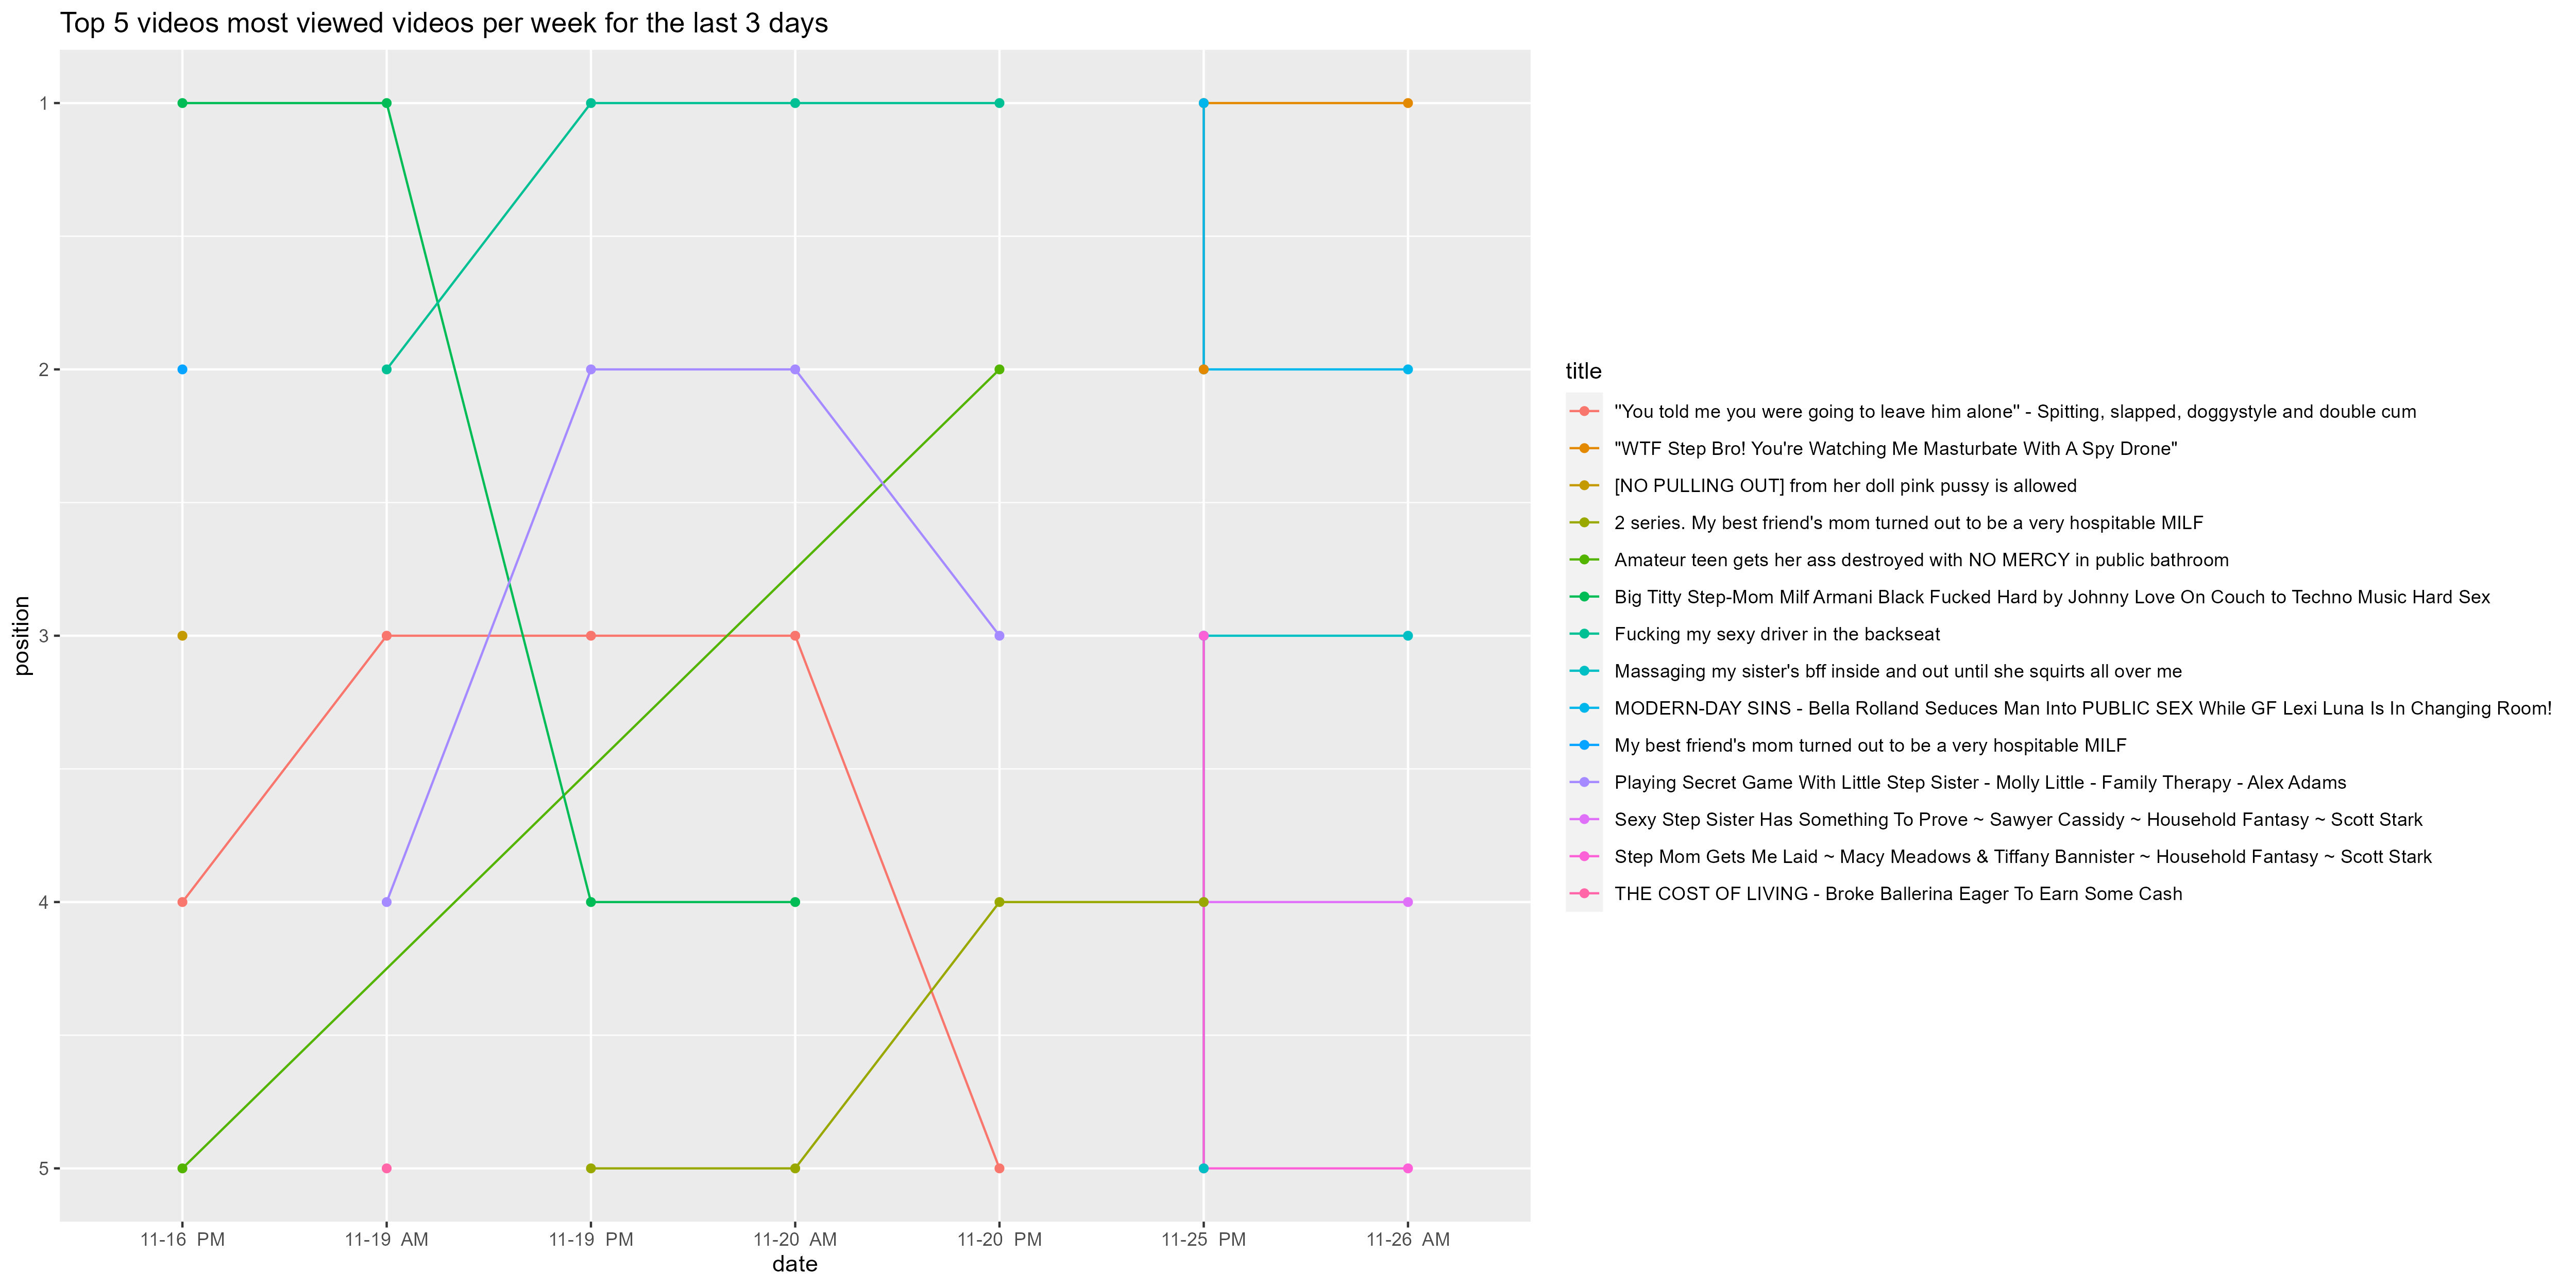 Top 5 videos most viewed videos per week for the last 3 days
position
1
2
3
4
5
11-16 PM
11-19 AM
11-19 PM
11-20 AM
11-20 PM
11-25 PM
11-26 AM
date
title
"You told me you were going to leave him alone" - Spitting, slapped, doggystyle and double cum
"WTF Step Bro! You're Watching Me Masturbate With A Spy Drone"
[NO PULLING OUT] from her doll pink pussy is allowed
2 series. My best friend's mom turned out to be a very hospitable MILF
Amateur teen gets her ass destroyed with NO MERCY in public bathroom
Big Titty Step-Mom Milf Armani Black Fucked Hard by Johnny Love On Couch to Techno Music Hard Sex
Fucking my sexy driver in the backseat
Massaging my sister's bff inside and out until she squirts all over me
MODERN-DAY SINS - Bella Rolland Seduces Man Into PUBLIC SEX While GF Lexi Luna Is In Changing Room!
My best friend's mom turned out to be a very hospitable MILF
Playing Secret Game With Little Step Sister - Molly Little - Family Therapy - Alex Adams
Sexy Step Sister Has Something To Prove ~ Sawyer Cassidy ~ Household Fantasy ~ Scott Stark
Step Mom Gets Me Laid ~ Macy Meadows & Tiffany Bannister ~ Household Fantasy ~ Scott Stark
THE COST OF LIVING - Broke Ballerina Eager To Earn Some Cash